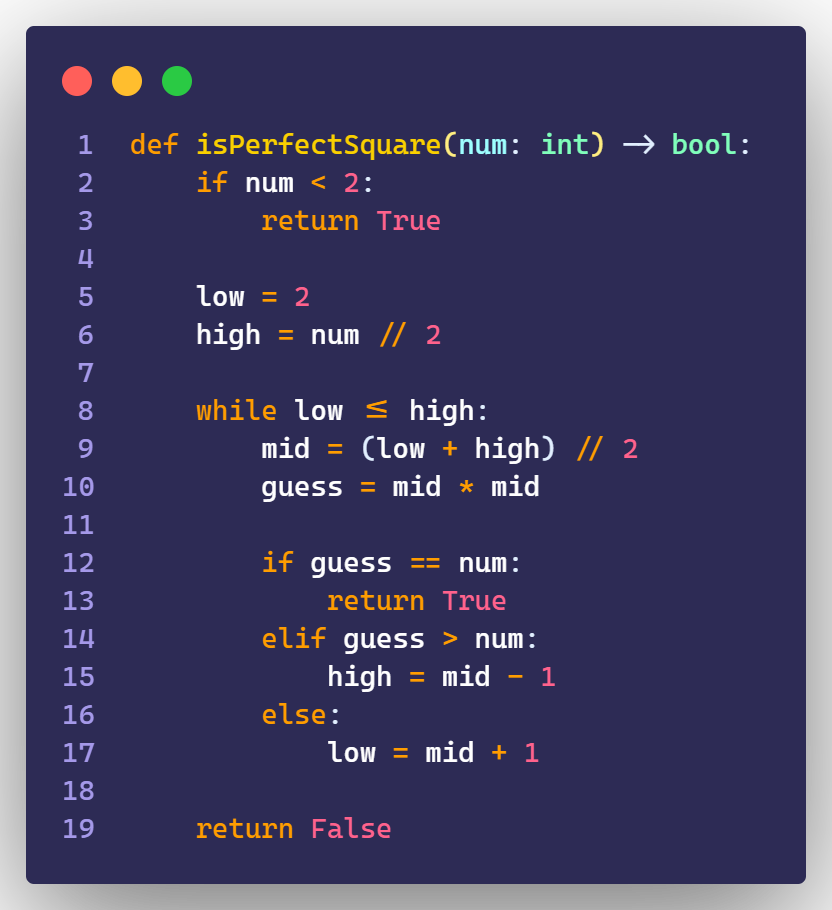 1 def isPerfectSquare(num: int) -> bool:
2     if num < 2:
3         return True
4
5     low = 2
6     high = num // 2
7
8     while low <= high:
9         mid = (low + high) // 2
10         guess = mid * mid
11
12         if guess == num:
13             return True
14         elif guess > num:
15             high = mid - 1
16         else:
17             low = mid + 1
18
19     return False